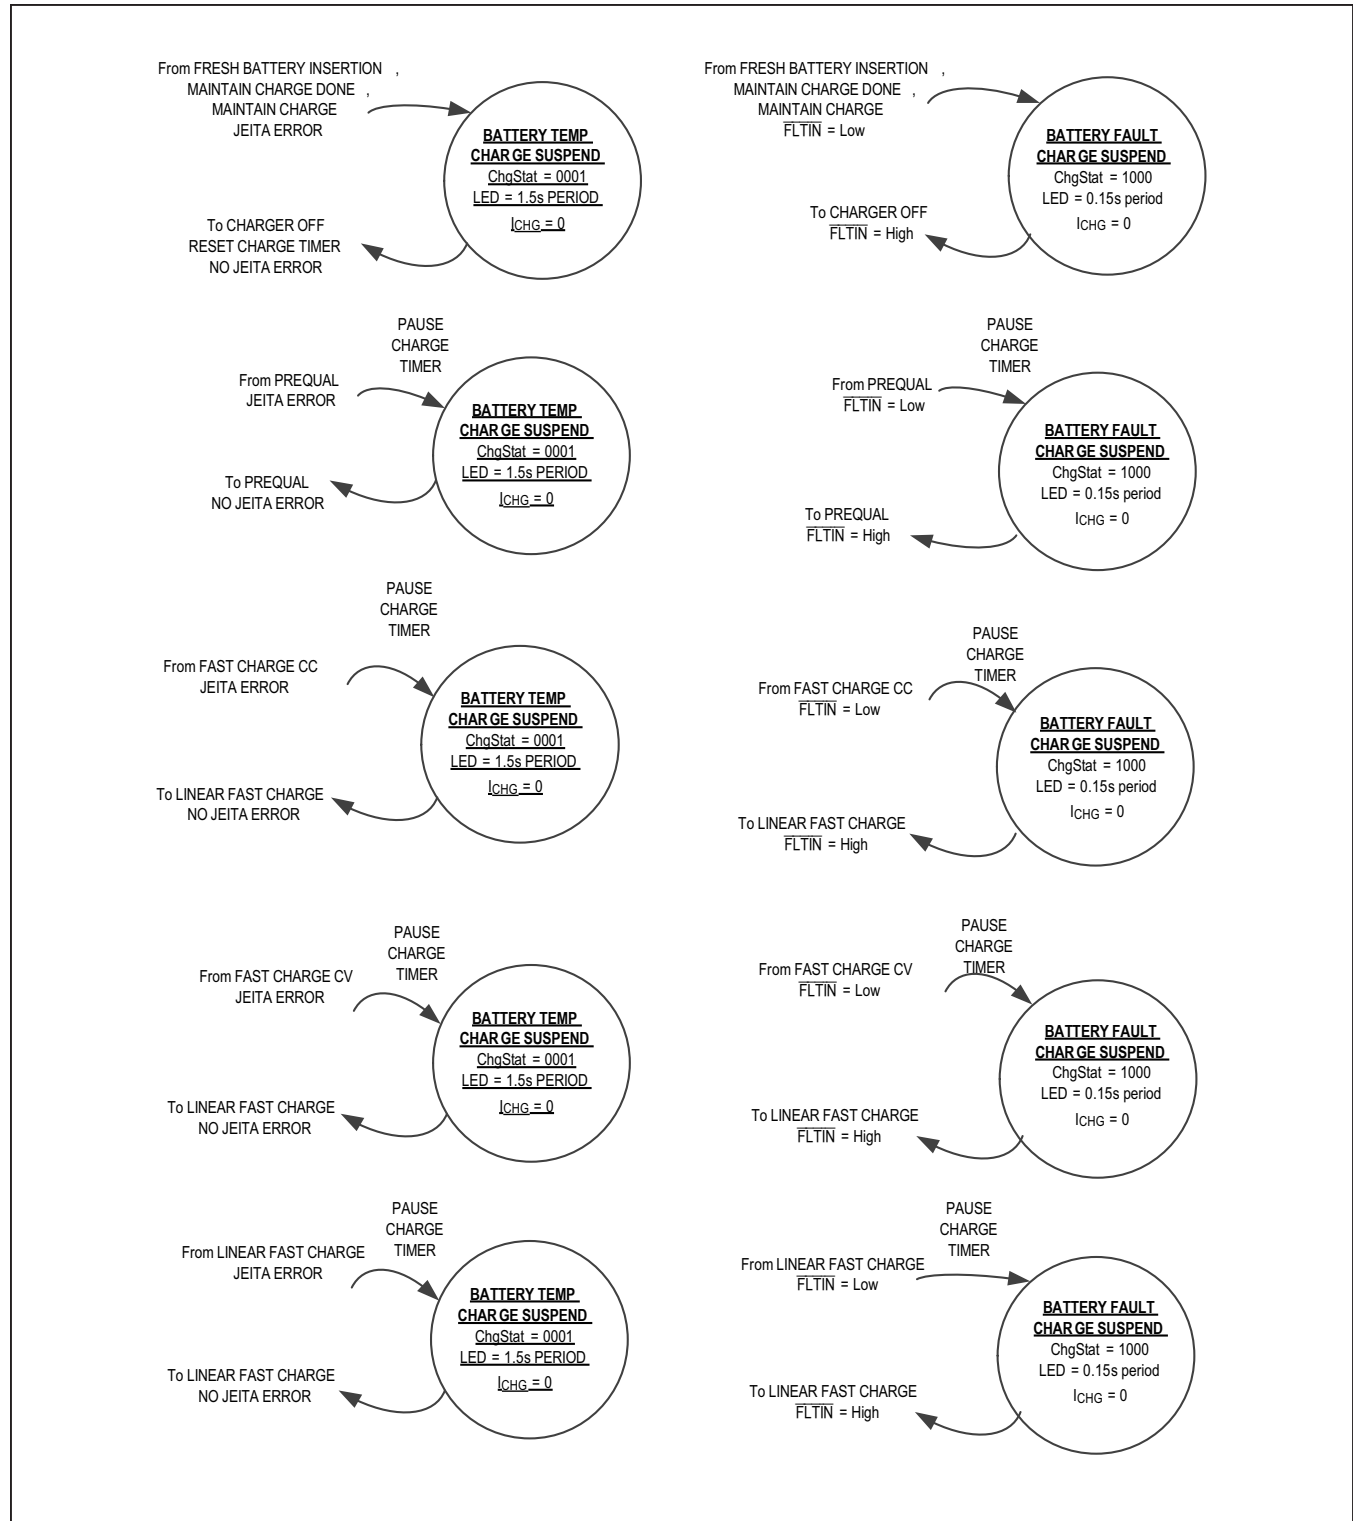 From FRESH BATTERY INSERTION ,
MAINTAIN CHARGE DONE ,
MAINTAIN CHARGE
JEITA ERROR
BATTERY TEMP
CHARGE SUSPEND
ChgStat = 0001
LED = 1.5s PERIOD
ICHG = 0
To CHARGER OFF
RESET CHARGE TIMER
NO JEITA ERROR
From FRESH BATTERY INSERTION ,
MAINTAIN CHARGE DONE ,
MAINTAIN CHARGE
FLTIN = Low
BATTERY FAULT
CHARGE SUSPEND
ChgStat = 1000
LED = 0.15s period
ICHG = 0
To CHARGER OFF
FLTIN = High
PAUSE
CHARGE
TIMER
From PREQUAL
JEITA ERROR
BATTERY TEMP
CHARGE SUSPEND
ChgStat = 0001
LED = 1.5s PERIOD
ICHG = 0
To PREQUAL
NO JEITA ERROR
PAUSE
CHARGE
TIMER
From PREQUAL
FLTIN = Low
BATTERY FAULT
CHARGE SUSPEND
ChgStat = 1000
LED = 0.15s period
ICHG = 0
To PREQUAL
FLTIN = High
PAUSE
CHARGE
TIMER
From FAST CHARGE CC
JEITA ERROR
BATTERY TEMP
CHARGE SUSPEND
ChgStat = 0001
LED = 1.5s PERIOD
ICHG = 0
To LINEAR FAST CHARGE
NO JEITA ERROR
PAUSE
CHARGE
TIMER
From FAST CHARGE CC
FLTIN = Low
BATTERY FAULT
CHARGE SUSPEND
ChgStat = 1000
LED = 0.15s period
ICHG = 0
To LINEAR FAST CHARGE
FLTIN = High
PAUSE
CHARGE
TIMER
From FAST CHARGE CV
JEITA ERROR
BATTERY TEMP
CHARGE SUSPEND
ChgStat = 0001
LED = 1.5s PERIOD
ICHG = 0
To LINEAR FAST CHARGE
NO JEITA ERROR
PAUSE
CHARGE
TIMER
From FAST CHARGE CV
FLTIN = Low
BATTERY FAULT
CHARGE SUSPEND
ChgStat = 1000
LED = 0.15s period
ICHG = 0
To LINEAR FAST CHARGE
FLTIN = High
PAUSE
CHARGE
TIMER
From LINEAR FAST CHARGE
JEITA ERROR
BATTERY TEMP
CHARGE SUSPEND
ChgStat = 0001
LED = 1.5s PERIOD
ICHG = 0
To LINEAR FAST CHARGE
NO JEITA ERROR
PAUSE
CHARGE
TIMER
From LINEAR FAST CHARGE
FLTIN = Low
BATTERY FAULT
CHARGE SUSPEND
ChgStat = 1000
LED = 0.15s period
ICHG = 0
To LINEAR FAST CHARGE
FLTIN = High